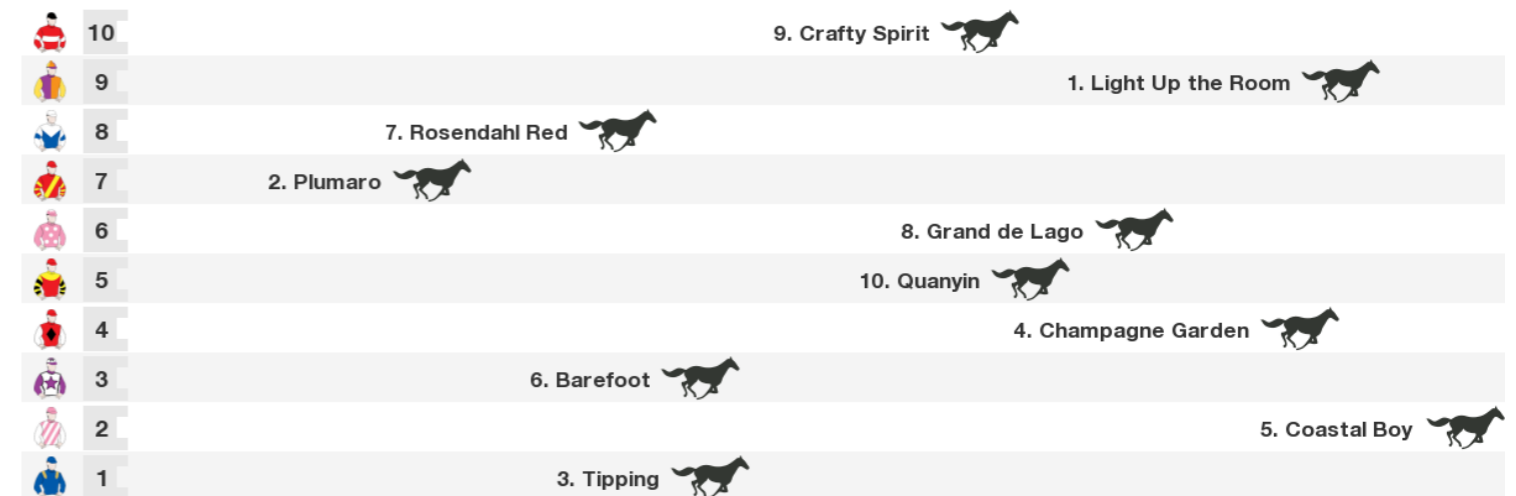 10 9. Crafty Spirit
9 1. Light Up the Room
8 7. Rosendahl Red
7 2. Plumaro
6 8. Grand de Lago
5 10. Quanyin
4 4. Champagne Garden
3 6. Barefoot
2 5. Coastal Boy
1 3. Tipping